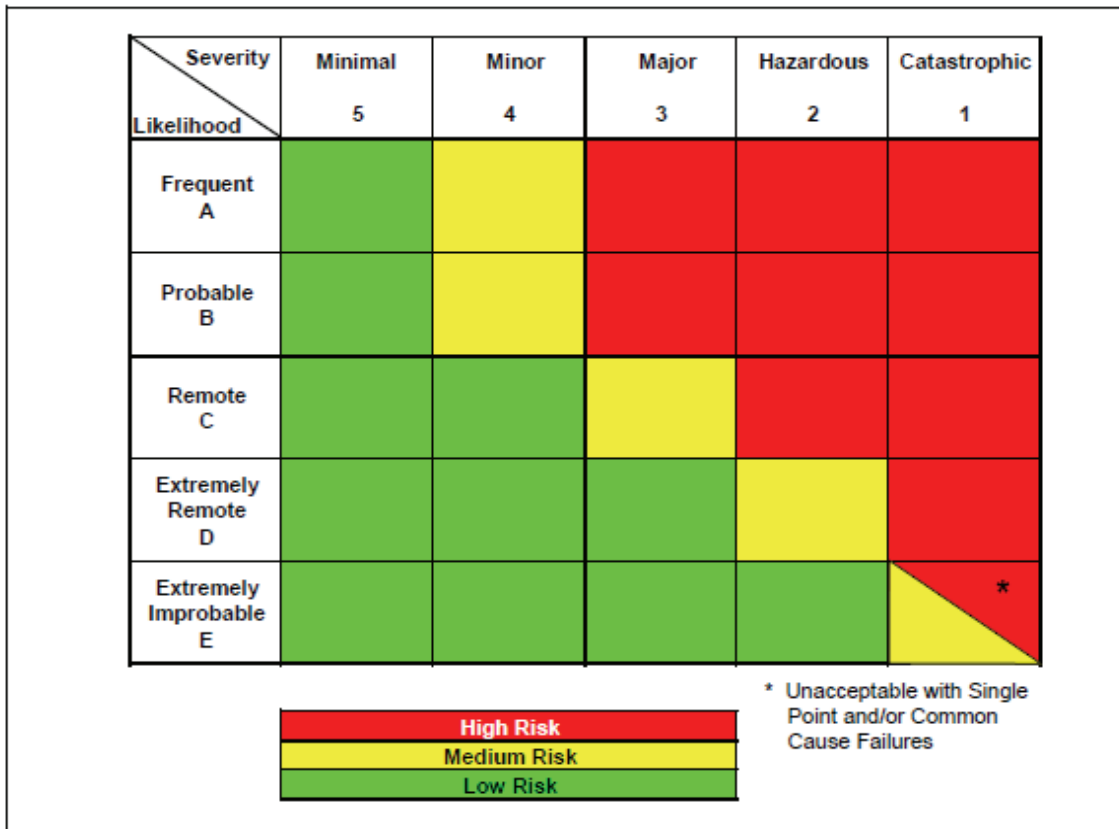 Severity
Minimal
Minor
Major
Hazardous
Catastrophic
5
4
3
2
1
Likelihood
Frequent
A
Probable
B
Remote
C
Extremely
Remote
D
Extremely
Improbable
E
*
* Unacceptable with Single
Point and/or Common
Cause Failures
High Risk
Medium Risk
Low Risk